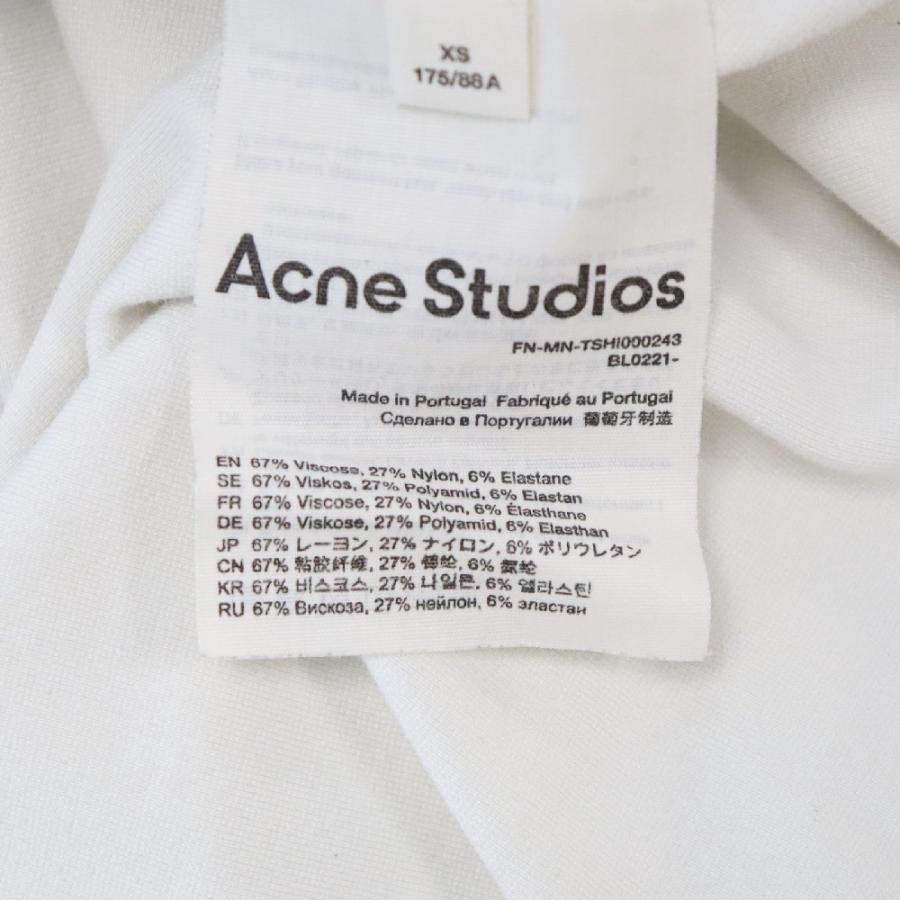 XS
175/88A
Acne Studios
FN-MN-TSHI000243
BL0221-
Made in Portugal Fabriqué au Portugal
Сделано в Португалии 葡萄牙制造
EN 67% Viscose, 27% Nylon, 6% Elastane
SE 67% Viskos, 27% Polyamid, 6% Elastan
FR 67% Viscose, 27% Nylon, 6% Élasthane
DE 67% Viskose, 27% Polyamid, 6% Elasthan
JP 67% レーヨン, 27% ナイロン, 6% ポリウレタン
CN 67% 粘胶纤维, 27% 锦纶, 6% 氨纶
KR 67% 비스코스, 27% 나일론, 6% 엘라스틴
RU 67% Вискоза, 27% нейлон, 6% эластан